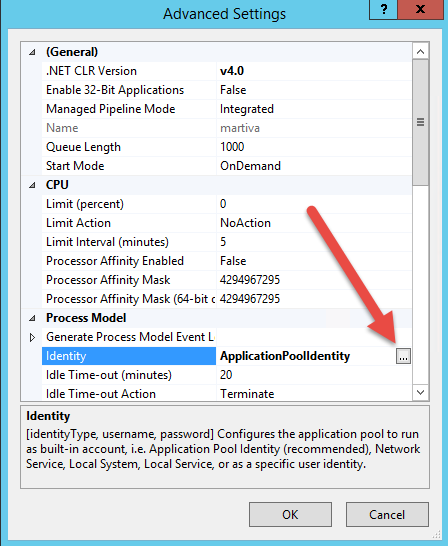 Advanced Settings
?
x
(General)
.NET CLR Version v4.0
Enable 32-Bit Applications False
Managed Pipeline Mode Integrated
Name martiva
Queue Length 1000
Start Mode OnDemand
CPU
Limit (percent) 0
Limit Action NoAction
Limit Interval (minutes) 5
Processor Affinity Enabled False
Processor Affinity Mask 4294967295
Processor Affinity Mask (64-bit o 4294967295
Process Model
Generate Process Model Event L
Identity ApplicationPoolIdentity ...
Idle Time-out (minutes) 20
Idle Time-out Action Terminate
Identity
[identityType, username, password] Configures the application pool to run
as built-in account, i.e. Application Pool Identity (recommended), Network
Service, Local System, Local Service, or as a specific user identity.
OK Cancel